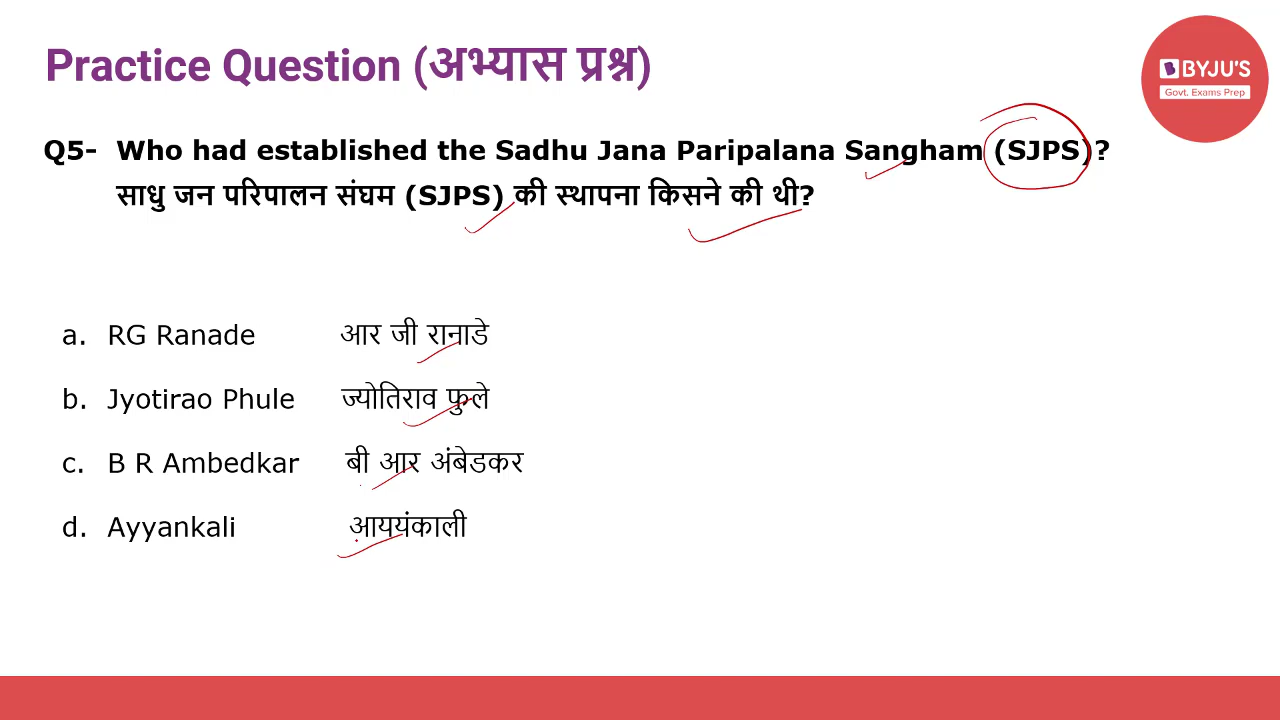 Practice Question (अभ्यास प्रश्न)
BYJU'S
Govt. Exams Prep
Q5- Who had established the Sadhu Jana Paripalana Sangham (SJPS)?
साधु जन परिपालन संघम (SJPS) की स्थापना किसने की थी?
a. RG Ranade आर जी रानाडे
b. Jyotirao Phule ज्योतिराव फुले
c. B R Ambedkar बी आर अंबेडकर
d. Ayyankali आययंकाली